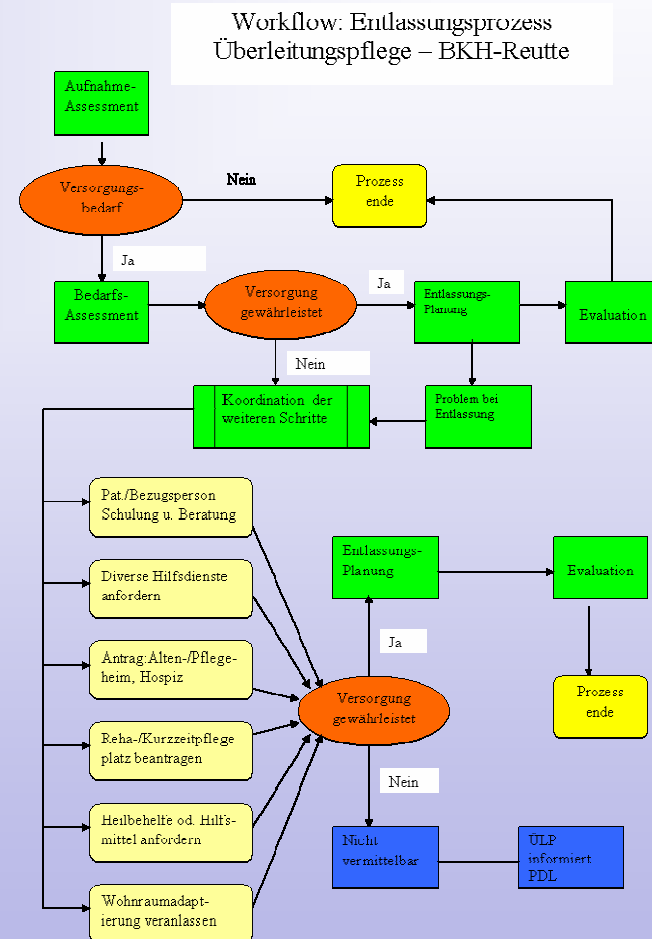 Workflow: Entlassungsprozess
Überleitungspflege – BKH-Reutte
Aufnahme-
Assessment
Versorgungs-
bedarf
Nein
Prozess
ende
Ja
Bedarfs-
Assessment
Versorgung
gewährleistet
Ja
Entlassungs-
Planung
Evaluation
Nein
Koordination der
weiteren Schritte
Problem bei
Entlassung
Pat./Bezugsperson
Schulung u. Beratung
Diverse Hilfsdienste
anfordern
Antrag:Alten-/Pflege-
heim, Hospiz
Reha-/Kurzzeitpflege
platz beantragen
Heilbehelfe od. Hilfs-
mittel anfordern
Wohnraumadapt-
ierung veranlassen
Entlassungs-
Planung
Evaluation
Ja
Versorgung
gewährleistet
Prozess
ende
Nein
Nicht
vermittelbar
ÜLP
informiert
PDL